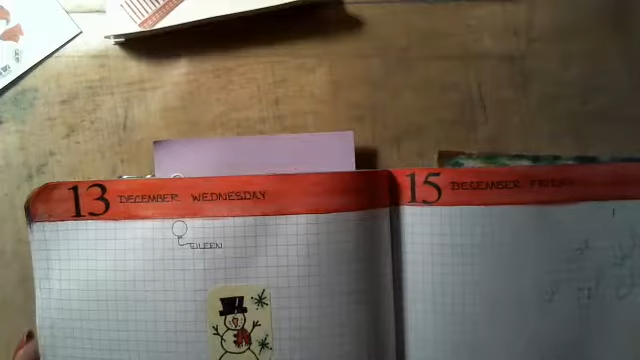 13 DECEMBER WEDNESDAY
EILEEN
15 DECEMBER FRIDAY